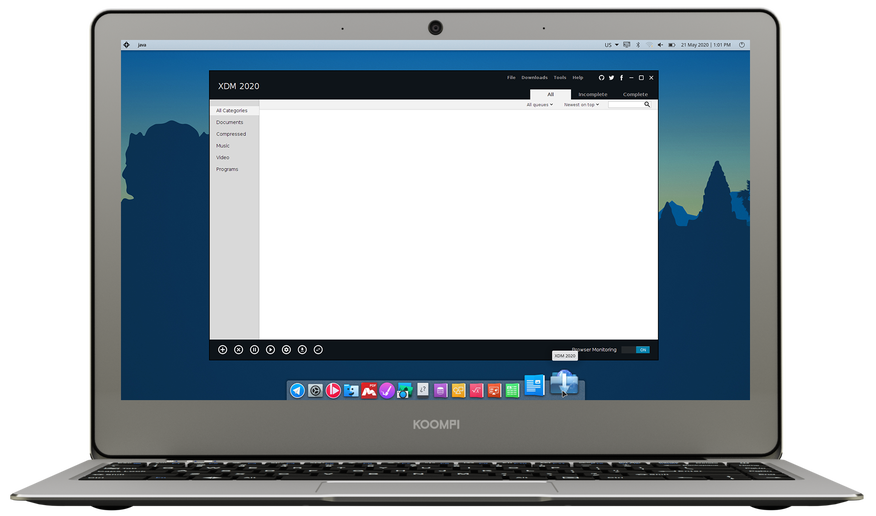 java
US
21 May 2020 | 1:01 PM
XDM 2020
File Downloads Tools Help
All Incomplete Complete
All queues Newest on top
All Categories
Documents
Compressed
Music
Video
Programs
Browser Monitoring ON
XDM 2020
KOOMPI